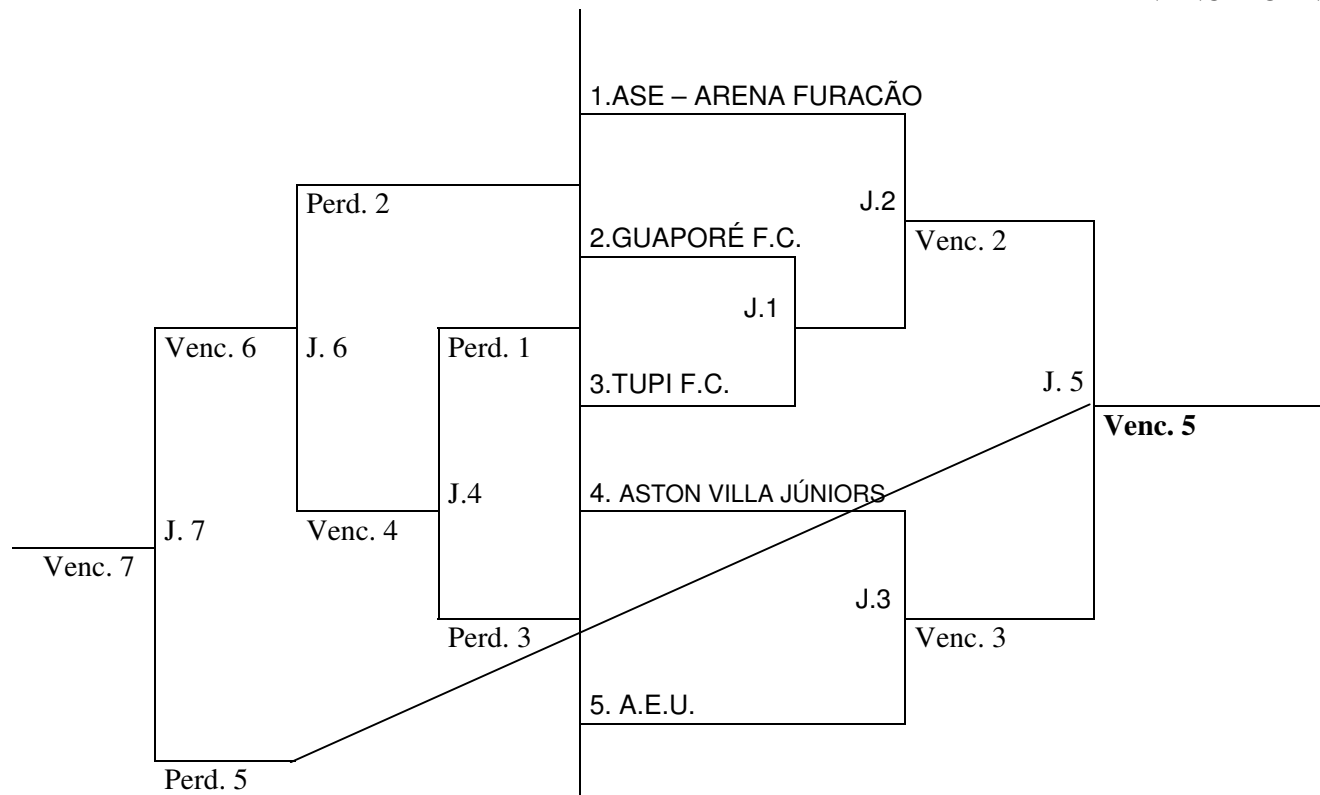 1.ASE – ARENA FURACÃO
Perd. 2
J.2
2.GUAPORÉ F.C.
Venc. 2
J.1
Venc. 6
J. 6
Perd. 1
3.TUPI F.C.
J. 5
Venc. 5
4. ASTON VILLA JÚNIORS
J.4
J. 7
Venc. 4
Venc. 7
J.3
Perd. 3
Venc. 3
5. A.E.U.
Perd. 5